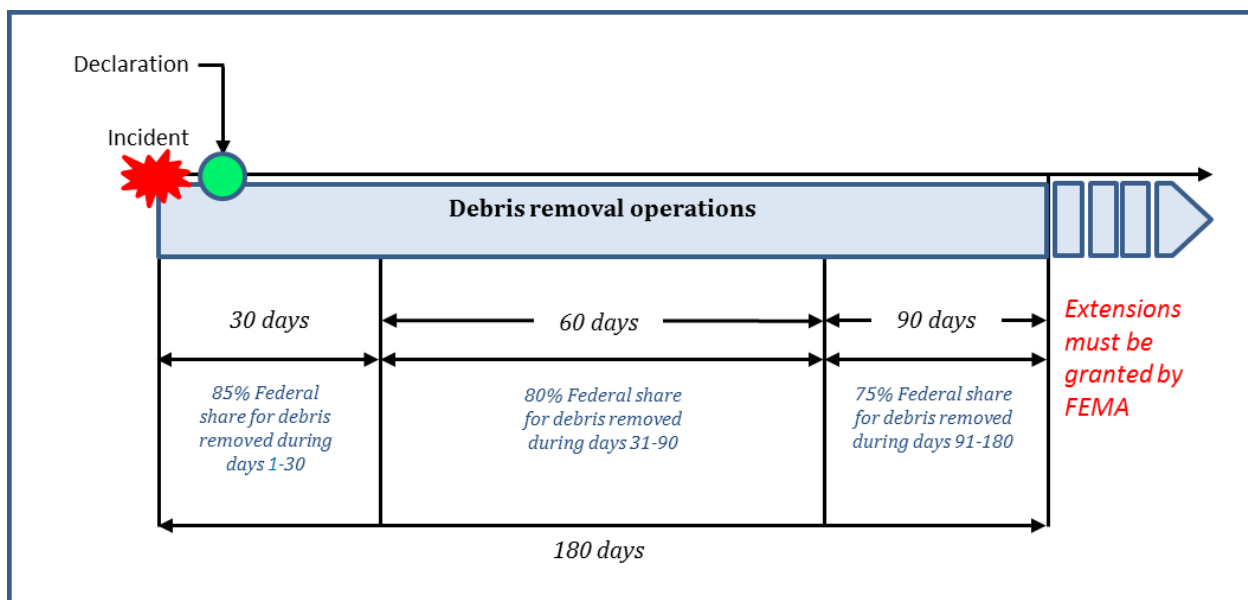 Declaration
Incident
Debris removal operations
30 days
60 days
90 days
85% Federal
share for debris
removed during
days 1-30
80% Federal share
for debris removed
during days 31-90
75% Federal share
for debris removed
during days 91-180
Extensions
must be
granted by
FEMA
180 days